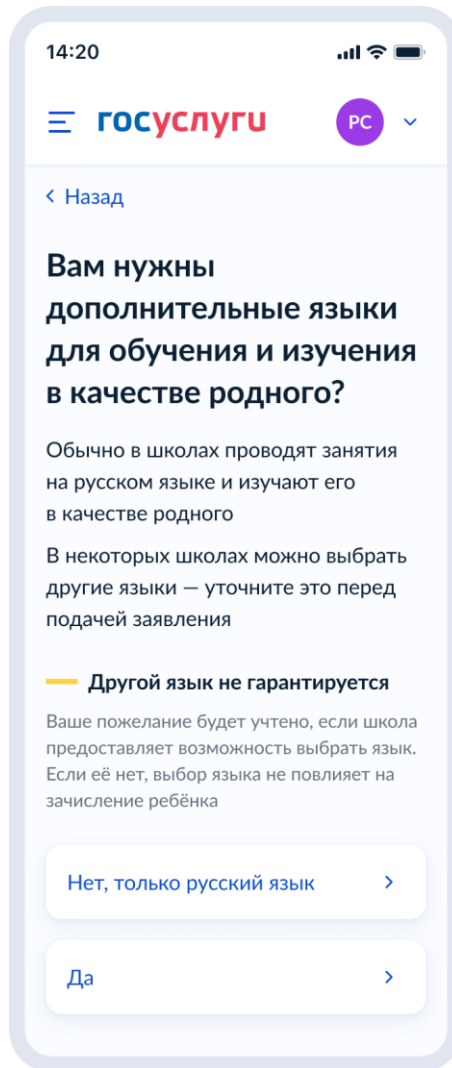 14:20
госуслуги
РС
Назад
Вам нужны
дополнительные языки
для обучения и изучения
в качестве родного?
Обычно в школах проводят занятия
на русском языке и изучают его
в качестве родного
В некоторых школах можно выбрать
другие языки — уточните это перед
подачей заявления
Другой язык не гарантируется
Ваше пожелание будет учтено, если школа
предоставляет возможность выбрать язык.
Если её нет, выбор языка не повлияет на
зачисление ребёнка
Нет, только русский язык
Да